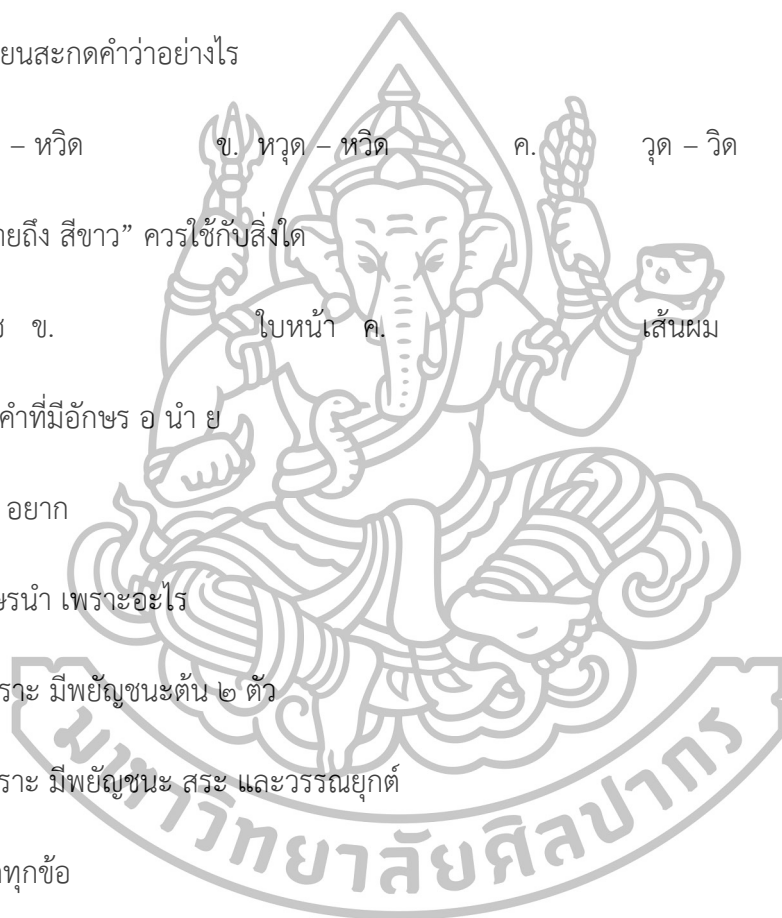 ยนสะกดคำว่าอย่างไร
– หวิด ข. หวุด – หวิด ค. วุด – วิด
ายถึง สีขาว” ควรใช้กับสิ่งใด
ข. ใบหน้า ค. เส้นผม
คำที่มีอักษร อ นำ ย
อยาก
ษรนำ เพราะอะไร
ราะ มีพยัญชนะต้น ๒ ตัว
ราะ มีพยัญชนะ สระ และวรรณยุกต์
ทุกข้อ
มหาวิทยาลัยศิลปากร